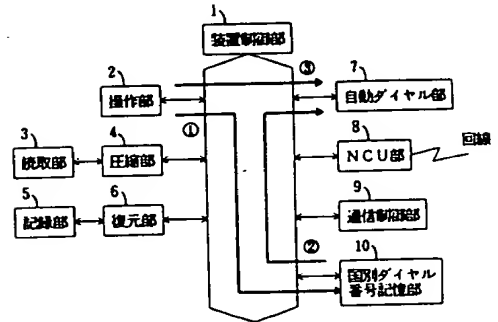 1
装置制御部
2
操作部
3
読取部
4
圧縮部
5
記録部
6
復元部
①
②
③
7
自動ダイヤル部
8
NCU部
回線
9
通信制御部
10
国別ダイヤル
番号記憶部